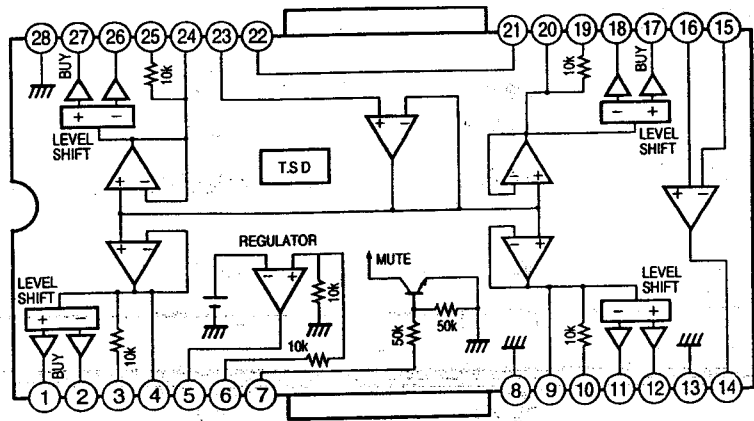 28 27 26 25 24 23 22 21 20 19 18 17 16 15
BUY 10k 10k BUY
+ - - +
LEVEL SHIFT
LEVEL SHIFT
T.S.D
+ -
+ -
- +
+ -
+ -
- +
REGULATOR
- +
MUTE
LEVEL SHIFT
LEVEL SHIFT
+ -
- +
10k
10k
10k
50k
50k
10k
BUY
1 2 3 4 5 6 7 8 9 10 11 12 13 14